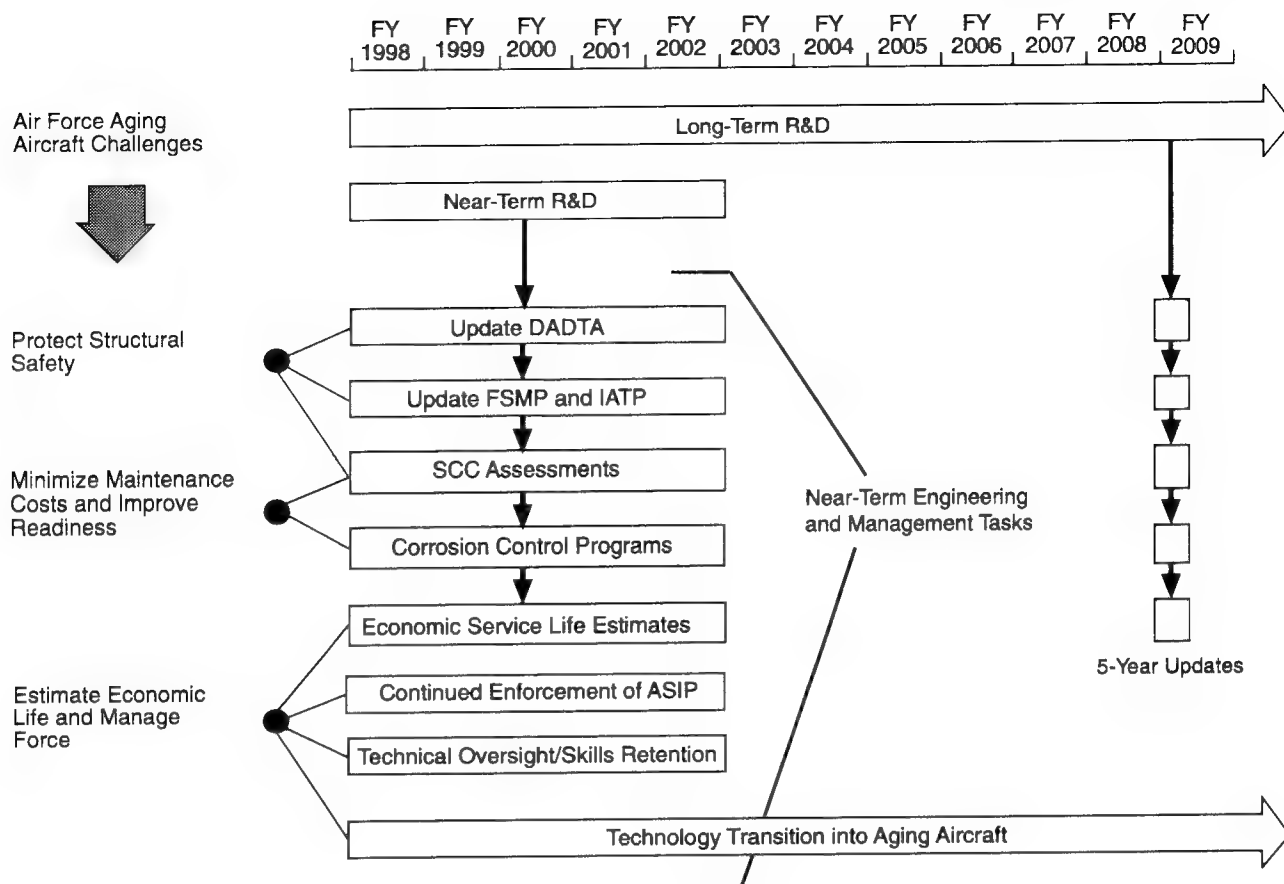 FY FY FY FY FY FY FY FY FY FY FY FY
1998 1999 2000 2001 2002 2003 2004 2005 2006 2007 2008 2009
Air Force Aging
Aircraft Challenges
Long-Term R&D
Near-Term R&D
Protect Structural
Safety
Update DADTA
Update FSMP and IATP
Minimize Maintenance
Costs and Improve
Readiness
SCC Assessments
Corrosion Control Programs
Near-Term Engineering
and Management Tasks
Estimate Economic
Life and Manage
Force
Economic Service Life Estimates
Continued Enforcement of ASIP
Technical Oversight/Skills Retention
Technology Transition into Aging Aircraft
5-Year Updates